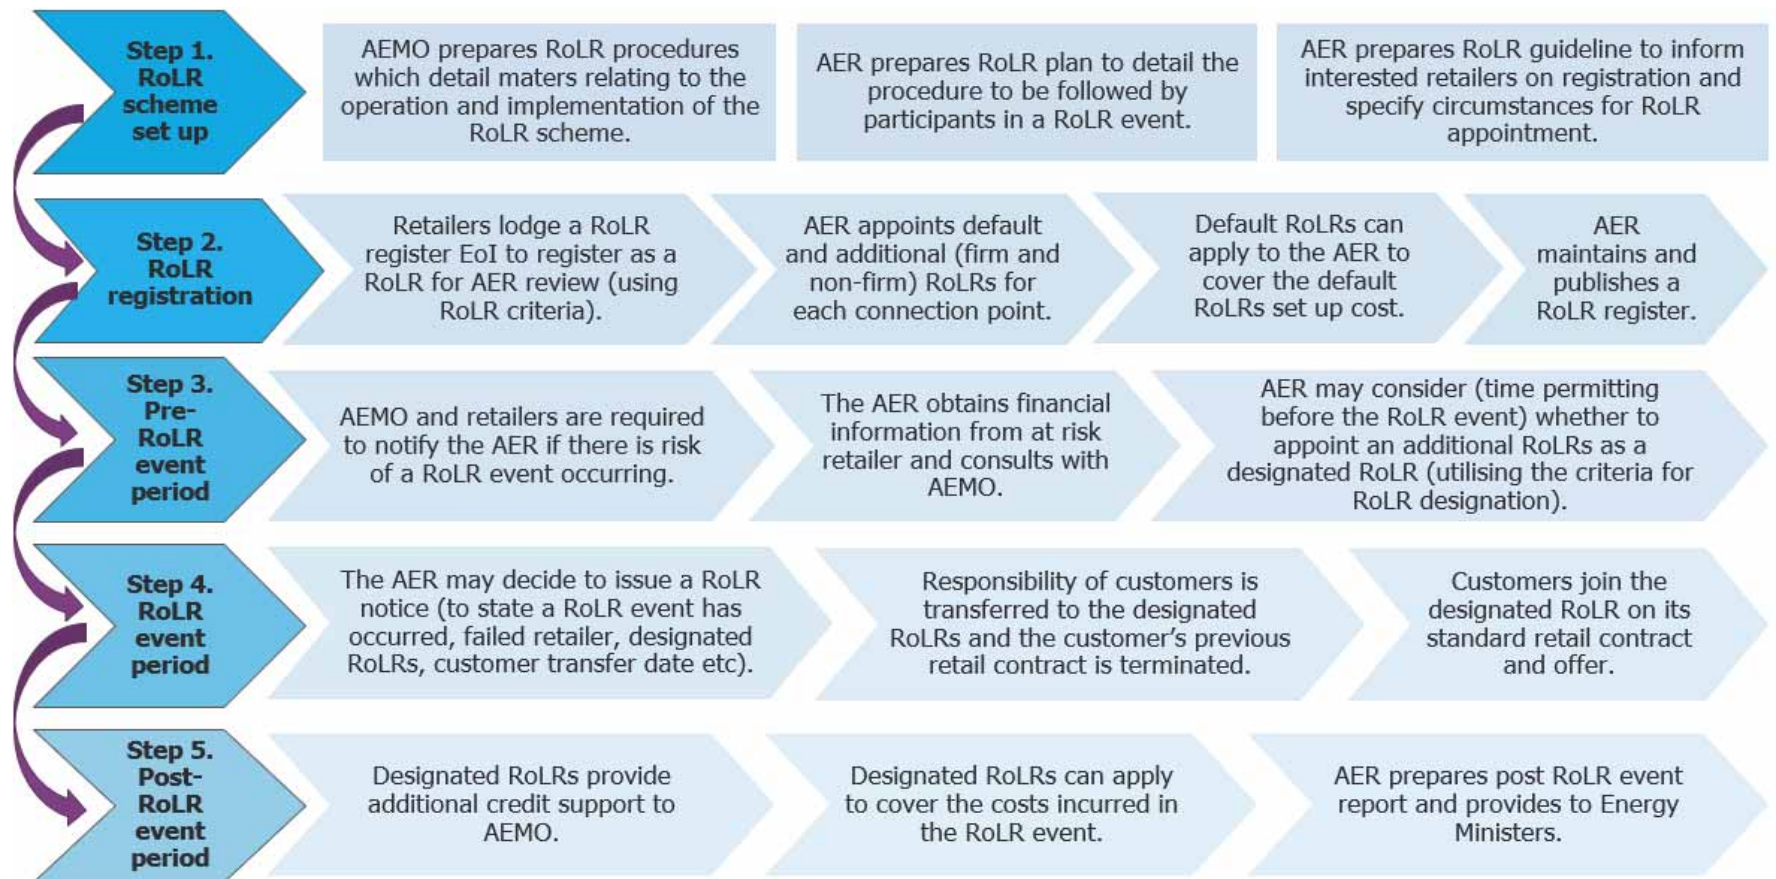 Step 1.
RoLR
scheme
set up
AEMO prepares RoLR procedures
which detail maters relating to the
operation and implementation of the
RoLR scheme.
AER prepares RoLR plan to detail the
procedure to be followed by
participants in a RoLR event.
AER prepares RoLR guideline to inform
interested retailers on registration and
specify circumstances for RoLR
appointment.
Step 2.
RoLR
registration
Retailers lodge a RoLR
register EoI to register as a
RoLR for AER review (using
RoLR criteria).
AER appoints default
and additional (firm and
non-firm) RoLRs for
each connection point.
Default RoLRs can
apply to the AER to
cover the default
RoLRs set up cost.
AER
maintains and
publishes a
RoLR register.
Step 3.
Pre-
RoLR
event
period
AEMO and retailers are required
to notify the AER if there is risk
of a RoLR event occurring.
The AER obtains financial
information from at risk
retailer and consults with
AEMO.
AER may consider (time permitting
before the RoLR event) whether to
appoint an additional RoLRs as a
designated RoLR (utilising the criteria for
RoLR designation).
Step 4.
RoLR
event
period
The AER may decide to issue a RoLR
notice (to state a RoLR event has
occurred, failed retailer, designated
RoLRs, customer transfer date etc).
Responsibility of customers is
transferred to the designated
RoLRs and the customer's previous
retail contract is terminated.
Customers join the
designated RoLR on its
standard retail contract
and offer.
Step 5.
Post-
RoLR
event
period
Designated RoLRs provide
additional credit support to
AEMO.
Designated RoLRs can apply
to cover the costs incurred in
the RoLR event.
AER prepares post RoLR event
report and provides to Energy
Ministers.